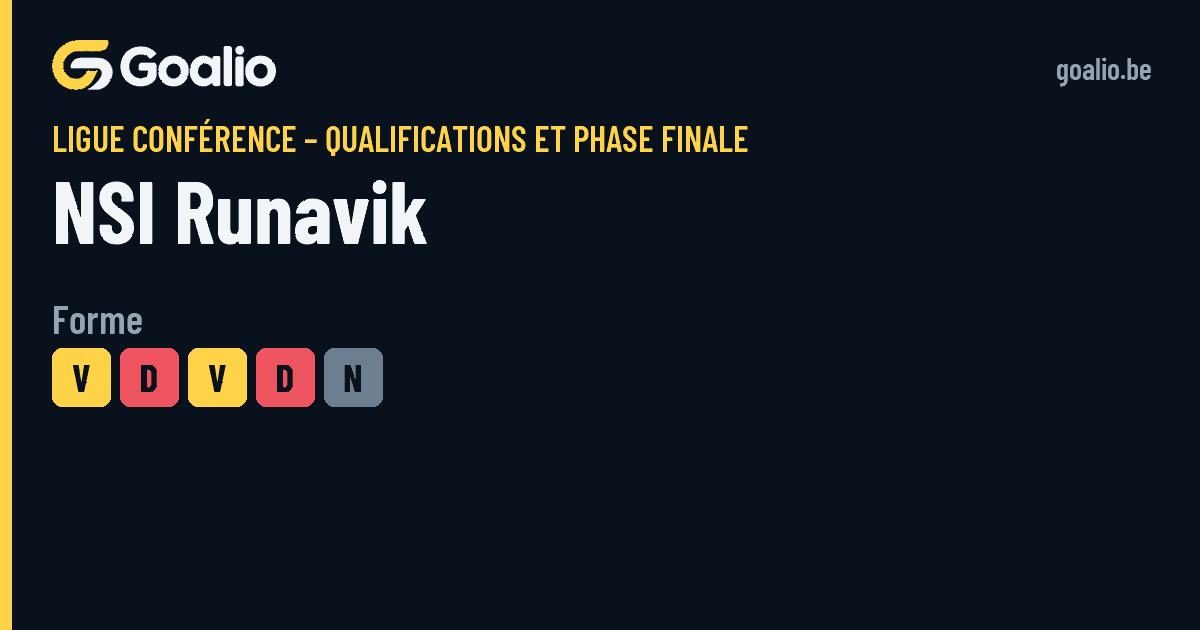 Goalio
goalio.be
LIGUE CONFÉRENCE – QUALIFICATIONS ET PHASE FINALE
NSI Runavik
Forme
V D V D N